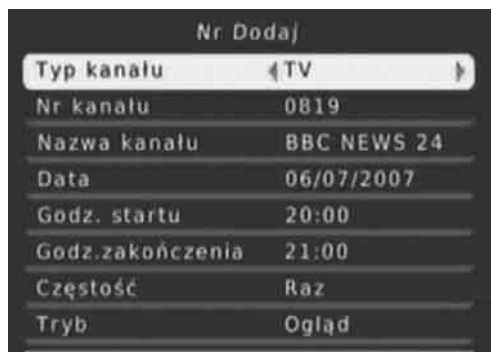 Nr Dodaj
Typ kanału TV
Nr kanału 0819
Nazwa kanału BBC NEWS 24
Data 06/07/2007
Godz. startu 20:00
Godz.zakończenia 21:00
Częstość Raz
Tryb Ogląd